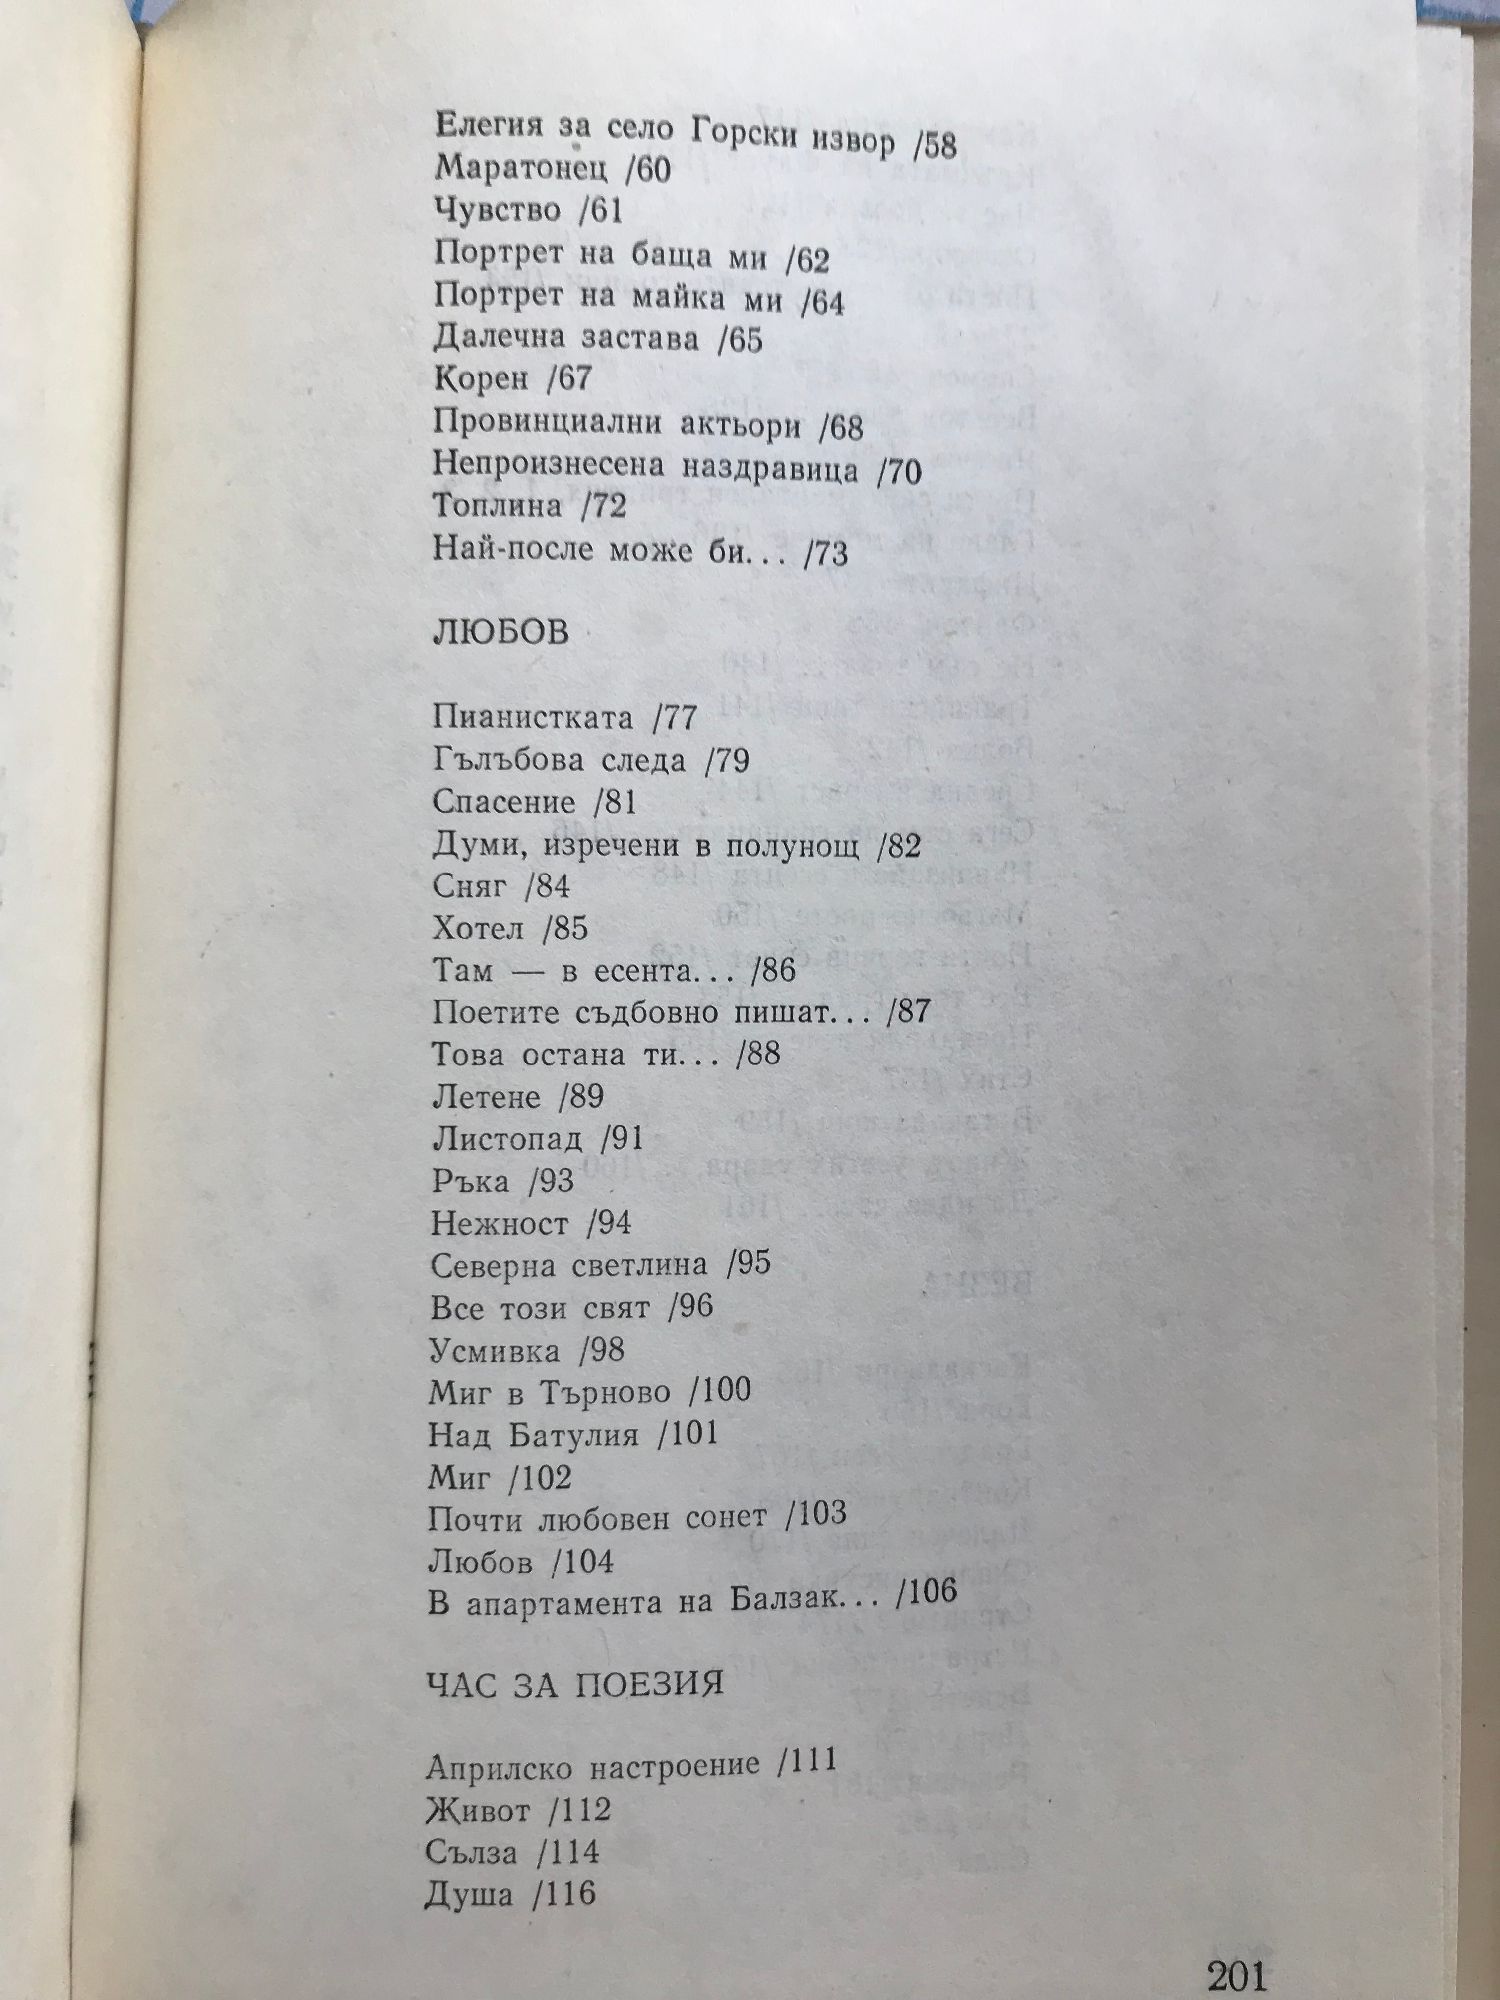 Елегия за село Горски извор /58
Маратонец /60
Чувство /61
Портрет на баща ми /62
Портрет на майка ми /64
Далечна застава /65
Корен /67
Провинциални актьори /68
Непроизнесена наздравица /70
Топлина /72
Най-после може би... /73
ЛЮБОВ
Пианистката /77
Гълъбова следа /79
Спасение /81
Думи, изречени в полунощ /82
Сняг /84
Хотел /85
Там — в есента... /86
Поетите съдбовно пишат... /87
Това остана ти... /88
Летене /89
Листопад /91
Ръка /93
Нежност /94
Северна светлина /95
Все този свят /96
Усмивка /98
Миг в Търново /100
Над Батулия /101
Миг /102
Почти любовен сонет /103
Любов /104
В апартамента на Балзак... /106
ЧАС ЗА ПОЕЗИЯ
Априлско настроение /111
Живот /112
Сълза /114
Душа /116
201